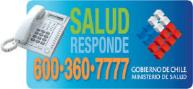 SALUD
RESPONDE
600-360-7777
GOBIERNO DE CHILE
MINISTERIO DE SALUD